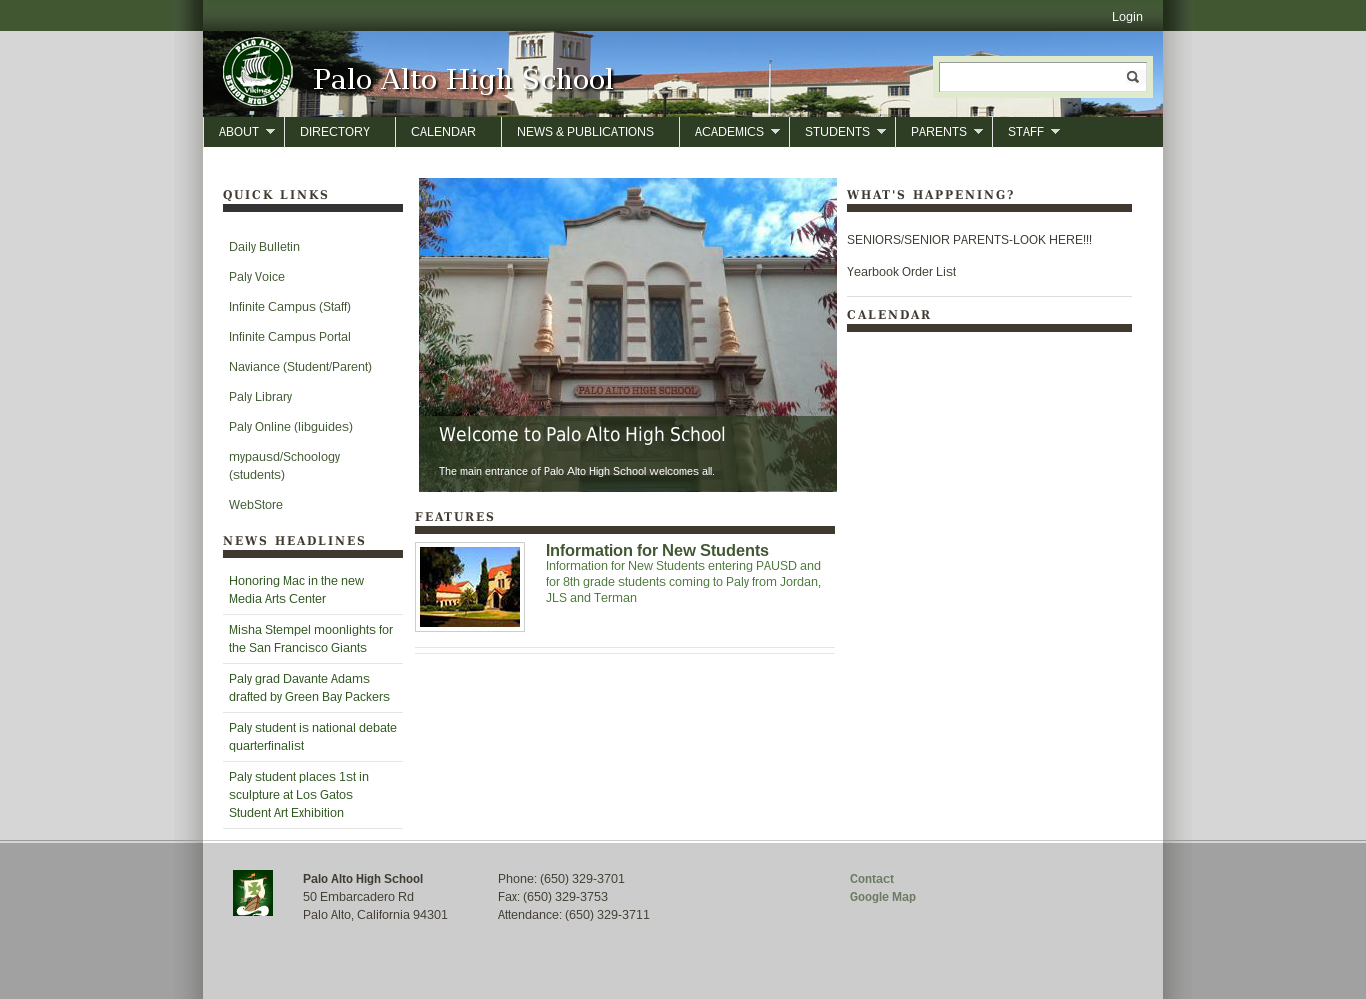 Login
PALO ALTO
Vikings
SENIOR HIGH SCHOOL
Palo Alto High School
ABOUT
DIRECTORY
CALENDAR
NEWS & PUBLICATIONS
ACADEMICS
STUDENTS
PARENTS
STAFF
QUICK LINKS
Daily Bulletin
Paly Voice
Infinite Campus (Staff)
Infinite Campus Portal
Naviance (Student/Parent)
Paly Library
Paly Online (libguides)
mypausd/Schoology
(students)
WebStore
NEWS HEADLINES
Honoring Mac in the new
Media Arts Center
Misha Stempel moonlights for
the San Francisco Giants
Paly grad Davante Adams
drafted by Green Bay Packers
Paly student is national debate
quarterfinalist
Paly student places 1st in
sculpture at Los Gatos
Student Art Exhibition
PALO ALTO HIGH SCHOOL
Welcome to Palo Alto High School
The main entrance of Palo Alto High School welcomes all.
FEATURES
Information for New Students
Information for New Students entering PAUSD and
for 8th grade students coming to Paly from Jordan,
JLS and Terman
WHAT'S HAPPENING?
SENIORS/SENIOR PARENTS-LOOK HERE!!!
Yearbook Order List
CALENDAR
Palo Alto High School
50 Embarcadero Rd
Palo Alto, California 94301
Phone: (650) 329-3701
Fax: (650) 329-3753
Attendance: (650) 329-3711
Contact
Google Map